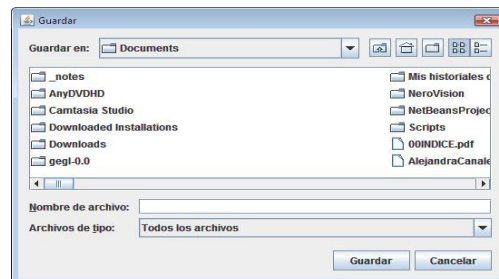 Guardar
Guardar en: Documents
_notes
AnyDVDHD
Camtasia Studio
Downloaded Installations
Downloads
gegl-0.0
Mis historiales d
NeroVision
NetBeansProjec
Scripts
00INDICE.pdf
AlejandraCanale
Nombre de archivo:
Archivos de tipo: Todos los archivos
Guardar Cancelar